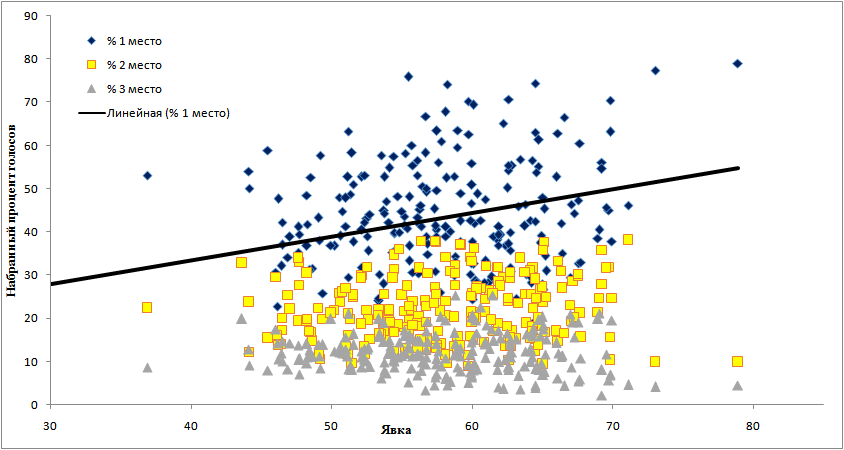 90
80
70
60
50
40
30
20
10
0
Набранный процент голосов
% 1 место
% 2 место
% 3 место
Линейная (% 1 место)
30
40
50
60
70
80
Явка